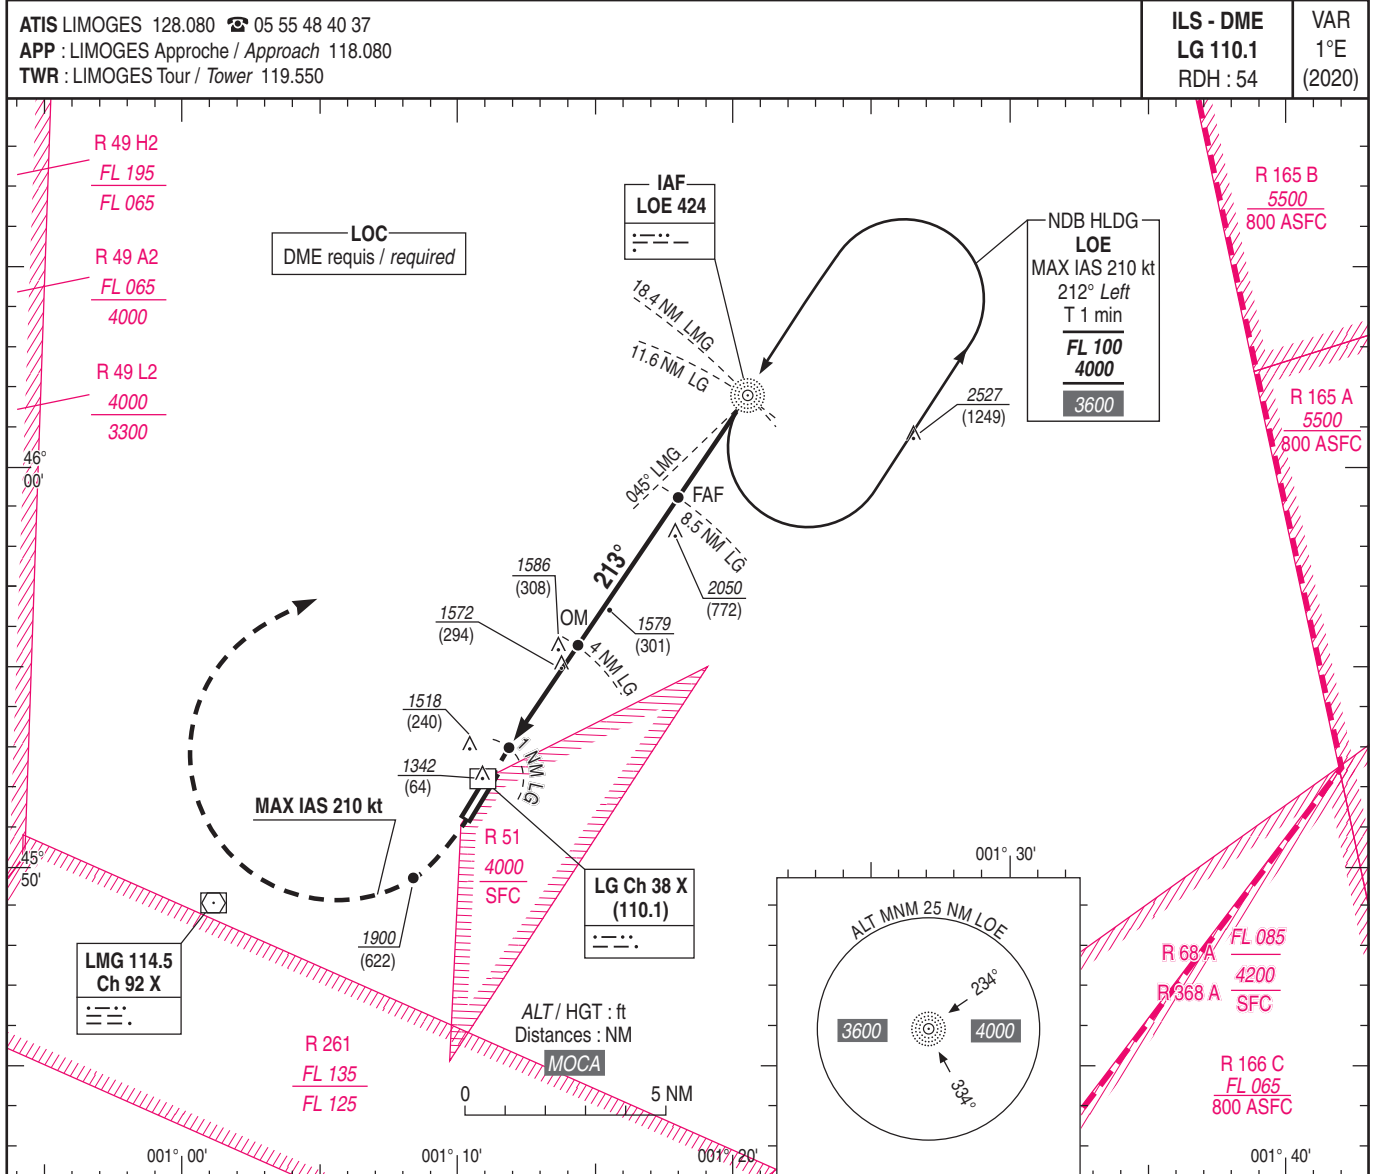 ATIS LIMOGES 128.080 ☎ 05 55 48 40 37
APP : LIMOGES Approche / Approach 118.080
TWR : LIMOGES Tour / Tower 119.550
ILS - DME
LG 110.1
RDH : 54
VAR
1°E
(2020)
R 49 H2
FL 195
FL 065
R 49 A2
FL 065
4000
R 49 L2
4000
3300
LOC
DME requis / required
IAF
LOE 424
NDB HLDG
LOE
MAX IAS 210 kt
212° Left
T 1 min
FL 100
4000
3600
R 165 B
5500
800 ASFC
R 165 A
5500
800 ASFC
18.4 NM LMG
11.6 NM LG
2527
(1249)
46°
00'
045° LMG
FAF
8.5 NM LG
213°
2050
(772)
1586
(308)
OM
1572
(294)
1579
(301)
4 NM LG
1518
(240)
1342
(64)
1 NM LG
MAX IAS 210 kt
R 51
4000
SFC
45°
50'
LG Ch 38 X
(110.1)
1900
(622)
LMG 114.5
Ch 92 X
ALT / HGT : ft
Distances : NM
MOCA
0 5 NM
R 261
FL 135
FL 125
001° 30'
ALT MNM 25 NM LOE
234°
3600
4000
334°
R 68 A
R 368 A
FL 085
4200
SFC
R 166 C
FL 065
800 ASFC
001° 00'
001° 10'
001° 20'
001° 40'